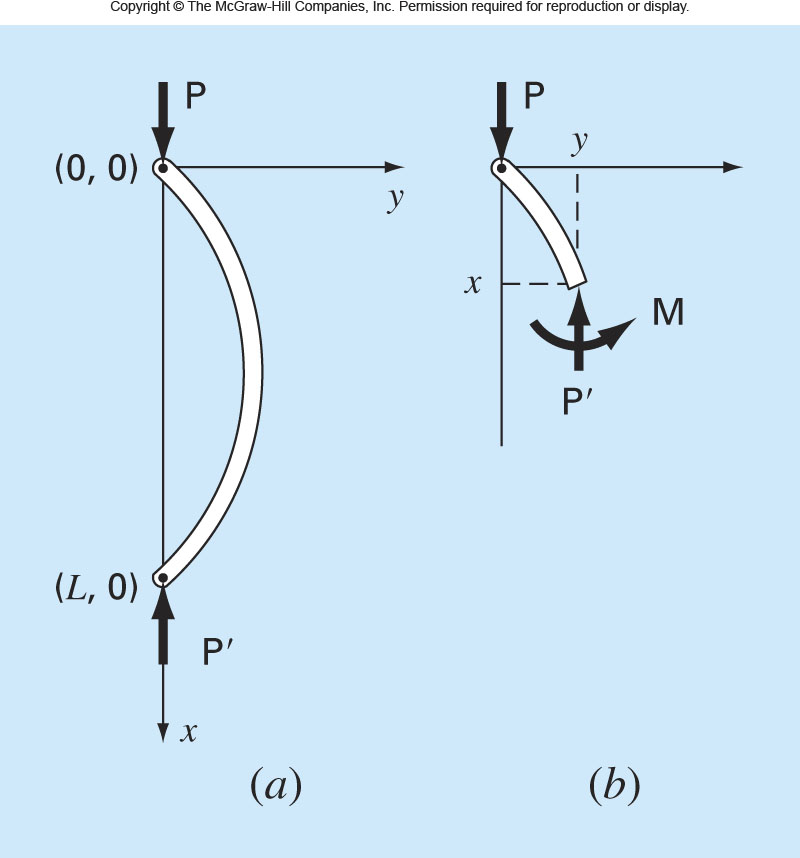 Copyright © The McGraw-Hill Companies, Inc. Permission required for reproduction or display.
P
(0, 0)
y
(L, 0)
P′
x
(a)
P
y
x
M
P′
(b)